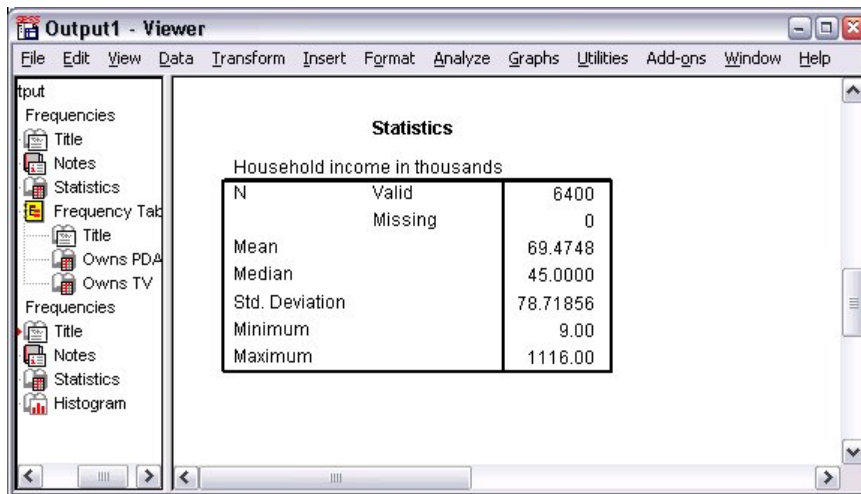 Output1 - Viewer
File Edit View Data Transform Insert Format Analyze Graphs Utilities Add-ons Window Help
tput
Frequencies
Title
Notes
Statistics
Frequency Tab
Title
Owns PDA
Owns TV
Frequencies
Title
Notes
Statistics
Histogram
Statistics
Household income in thousands
N Valid 6400
Missing 0
Mean 69.4748
Median 45.0000
Std. Deviation 78.71856
Minimum 9.00
Maximum 1116.00